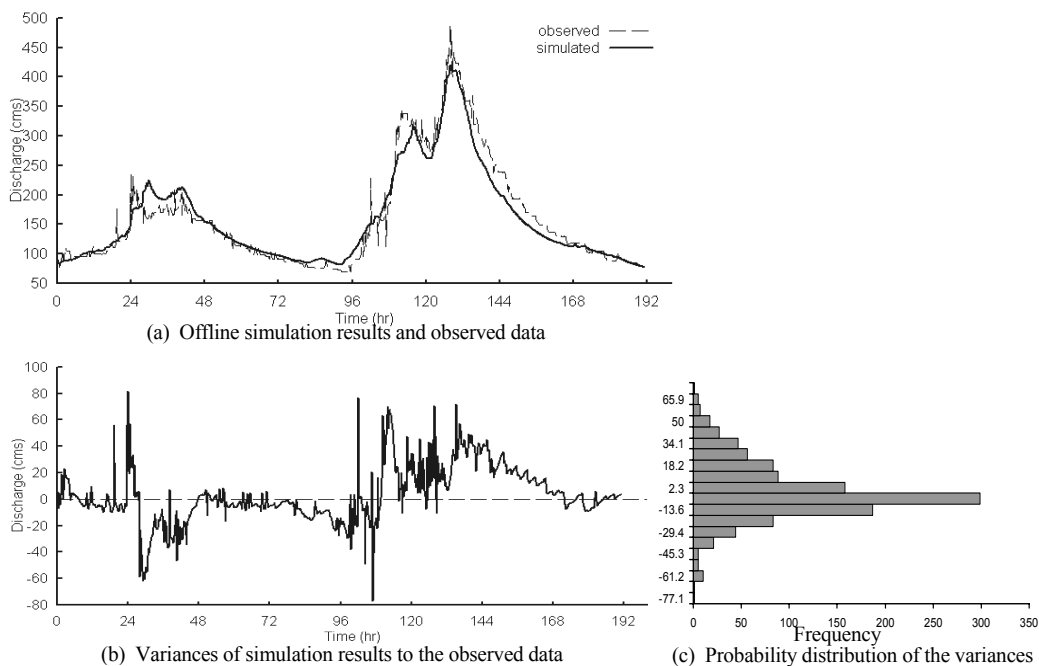 500
450
400
350
300
250
200
150
100
50
Discharge (cms)
observed
simulated
0 24 48 72 96 120 144 168 192
Time (hr)
(a) Offline simulation results and observed data
100
80
60
40
20
0
-20
-40
-60
-80
Discharge (cms)
0 24 48 72 96 120 144 168 192
Time (hr)
(b) Variances of simulation results to the observed data
65.9
50
34.1
18.2
2.3
-13.6
-29.4
-45.3
-61.2
-77.1
0 50 100 150 200 250 300 350
Frequency
(c) Probability distribution of the variances